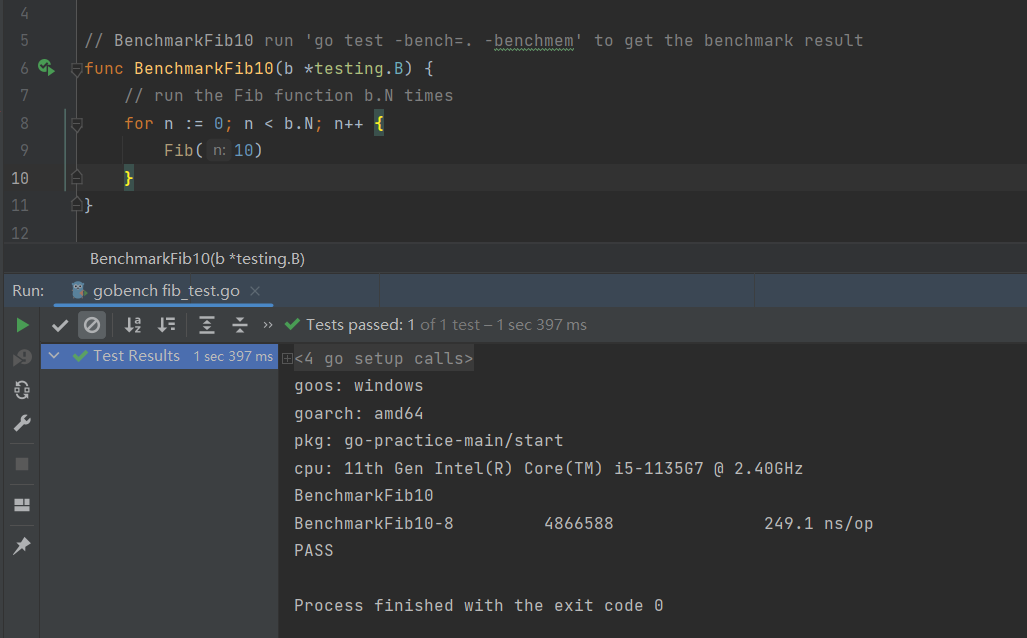 4
5 // BenchmarkFib10 run 'go test -bench=. -benchmem' to get the benchmark result
6 func BenchmarkFib10(b *testing.B) {
7 // run the Fib function b.N times
8 for n := 0; n < b.N; n++ {
9 Fib( n: 10)
10 }
11 }
12
BenchmarkFib10(b *testing.B)
Run: gobench fib_test.go ×
» Tests passed: 1 of 1 test – 1 sec 397 ms
Test Results 1 sec 397 ms
<4 go setup calls>
goos: windows
goarch: amd64
pkg: go-practice-main/start
cpu: 11th Gen Intel(R) Core(TM) i5-1135G7 @ 2.40GHz
BenchmarkFib10
BenchmarkFib10-8 4866588 249.1 ns/op
PASS
Process finished with the exit code 0